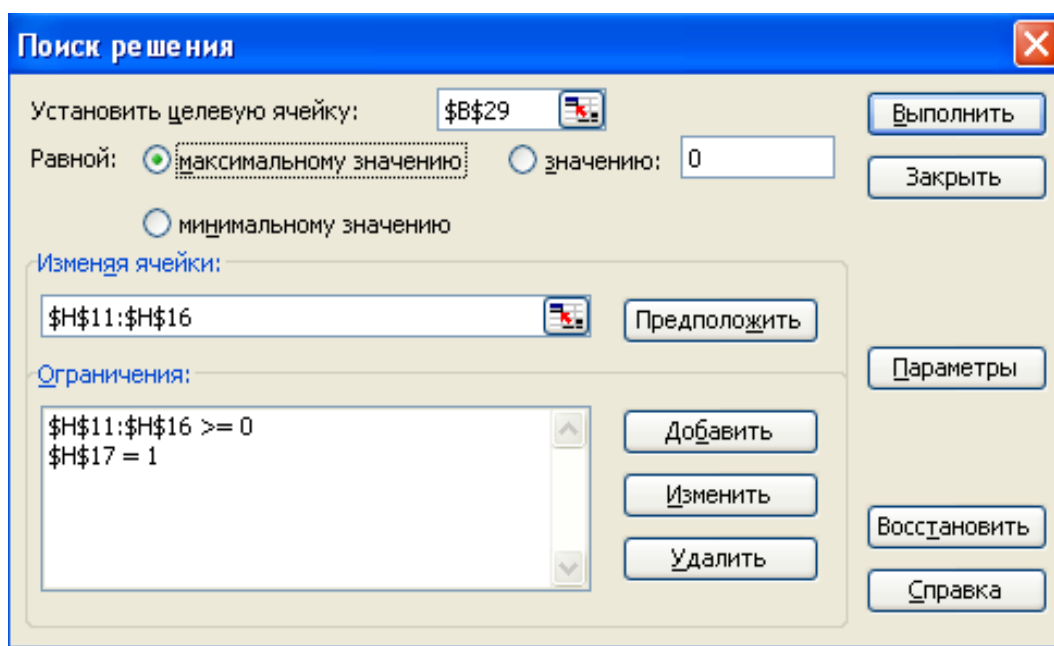 Поиск решения
Установить целевую ячейку: $B$29
Выполнить
Равной: максимальному значению значению: 0
Закрыть
минимальному значению
Изменяя ячейки:
$H$11:$H$16
Предположить
Параметры
Ограничения:
$H$11:$H$16 >= 0
$H$17 = 1
Добавить
Изменить
Удалить
Восстановить
Справка